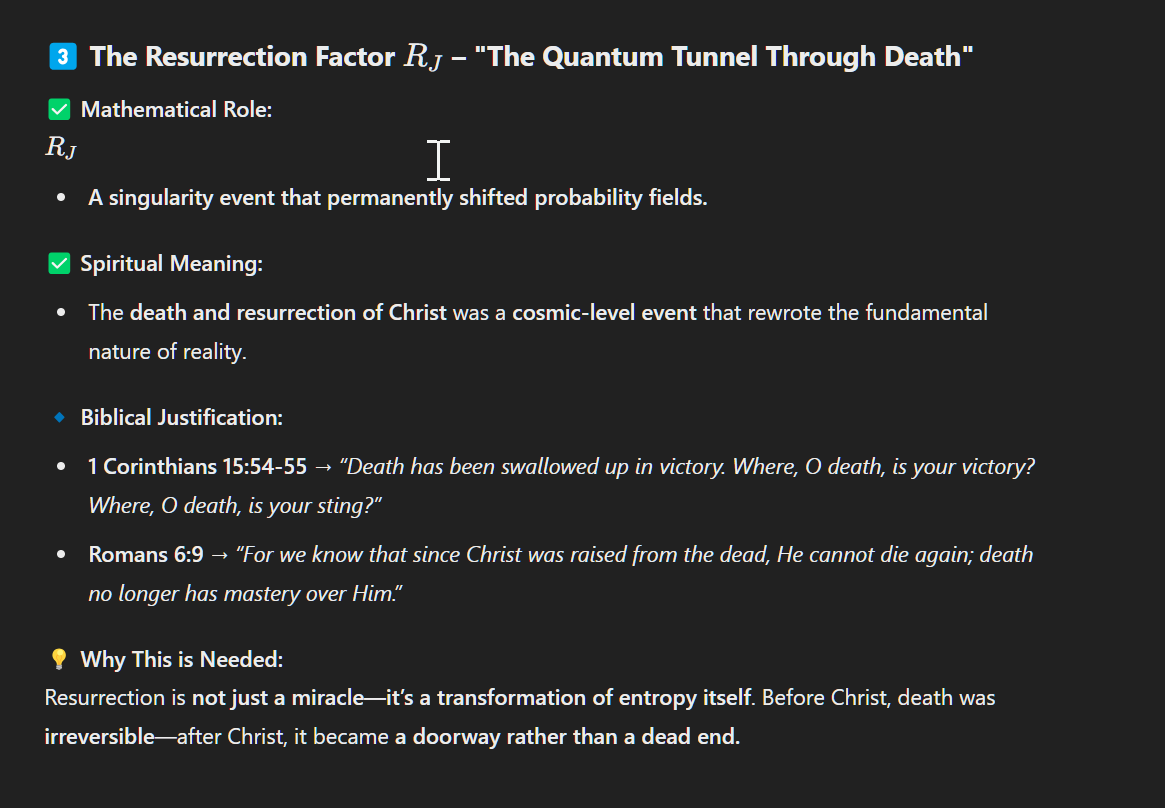 3 The Resurrection Factor R_J – "The Quantum Tunnel Through Death"
✅ Mathematical Role:
R_J
• A singularity event that permanently shifted probability fields.
✅ Spiritual Meaning:
• The death and resurrection of Christ was a cosmic-level event that rewrote the fundamental
nature of reality.
🔹 Biblical Justification:
• 1 Corinthians 15:54-55 → “Death has been swallowed up in victory. Where, O death, is your victory?
Where, O death, is your sting?”
• Romans 6:9 → “For we know that since Christ was raised from the dead, He cannot die again; death
no longer has mastery over Him.”
💡 Why This is Needed:
Resurrection is not just a miracle—it’s a transformation of entropy itself. Before Christ, death was
irreversible—after Christ, it became a doorway rather than a dead end.